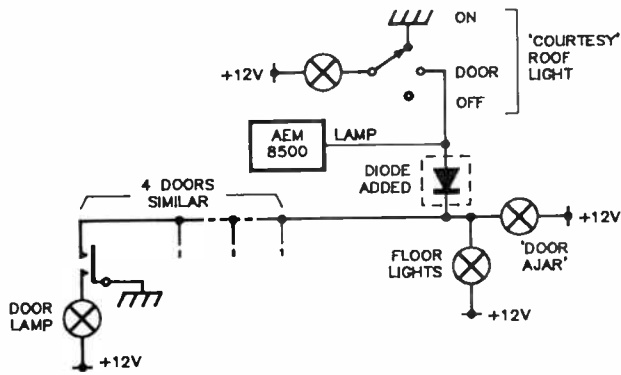 ON
'COURTESY'
ROOF
LIGHT
+12V
DOOR
OFF
AEM
8500
LAMP
DIODE
ADDED
4 DOORS
SIMILAR
+12V
'DOOR
AJAR'
FLOOR
LIGHTS
DOOR
LAMP
+12V
+12V